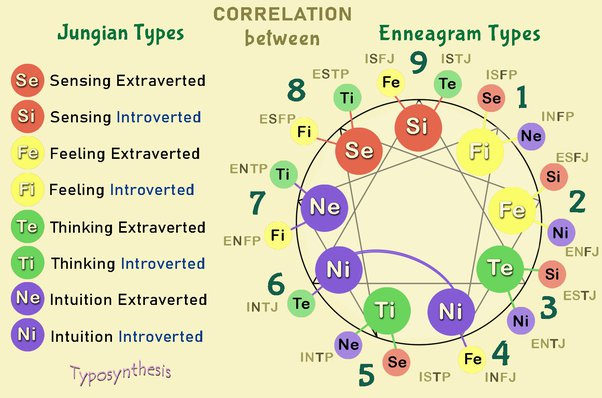 CORRELATION
between
Jungian Types
Enneagram Types
Se Sensing Extraverted
Si Sensing Introverted
Fe Feeling Extraverted
Fi Feeling Introverted
Te Thinking Extraverted
Ti Thinking Introverted
Ne Intuition Extraverted
Ni Intuition Introverted
Typosynthesis
9
ISFJ
Fe
ISTJ
Te
Si
1
ISFP
Se
INFP
Ne
Fi
2
ESFJ
Si
ENFJ
Ni
Fe
3
ESTJ
Si
ENTJ
Ni
Te
4
INFJ
Fe
Ni
5
ISTP
Se
INTP
Ne
Ti
6
INTJ
Te
Ni
7
ENFP
Fi
ENTP
Ti
Ne
8
ESFP
Fi
ESTP
Ti
Se